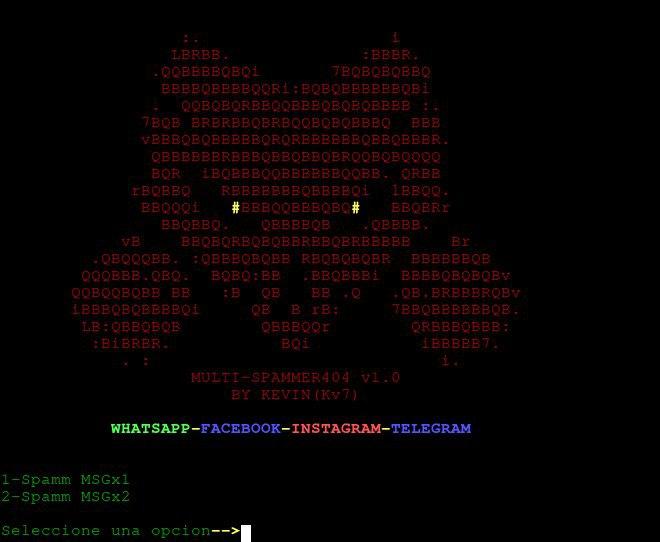 :. i
LBRBB. :BBBR.
.QQBBBBQBQi 7BQBQBQBBQ
BBBBQBBBBQQRi:BQBQBBBBBBQBi
. QQBQBQRBBQQBBBQBQBQBBBB :.
7BQB BRBRBBQBRBQQBQBQBBBQ BBB
vBBBQBQBBBBBQRQRBBBBBBQBBQBBBR.
QBBBBBBRBBBQBBQBBQBRQQBQBQQQQ
BQR iBQBBBQQBBBBBBQQBB. QRBB
rBQBBQ RBBBBBBBQBBBBQi lBBQQ.
BBQQQi #BBBQQBBBQBQ# BBQBRr
BBQBBQ. QBBBBQB .QBBBB.
vB BBQBQRBQBQBBRBBQBRBBBBB Br
.QBQQQBB. :QBBBQBQBB RBQBQBQBR BBBBBBQB
QQQBBB.QBQ. BQBQ:BB .BBQBBBi BBBBQBQBQBv
QQBQQBQBB BB :B QB BB .Q .QB.BRBBBRQBv
iBBBQBQBBBBQi QB B rB: 7BBQBBBBBBQB.
LB:QBBQBQB QBBBQQr QRBBBQBBB:
:BiBRBR. BQi iBBBBB7.
. : i.
MULTI-SPAMMER404 v1.0
BY KEVIN(Kv7)
WHATSAPP-FACEBOOK-INSTAGRAM-TELEGRAM
1-Spamm MSGx1
2-Spamm MSGx2
Seleccione una opcion-->